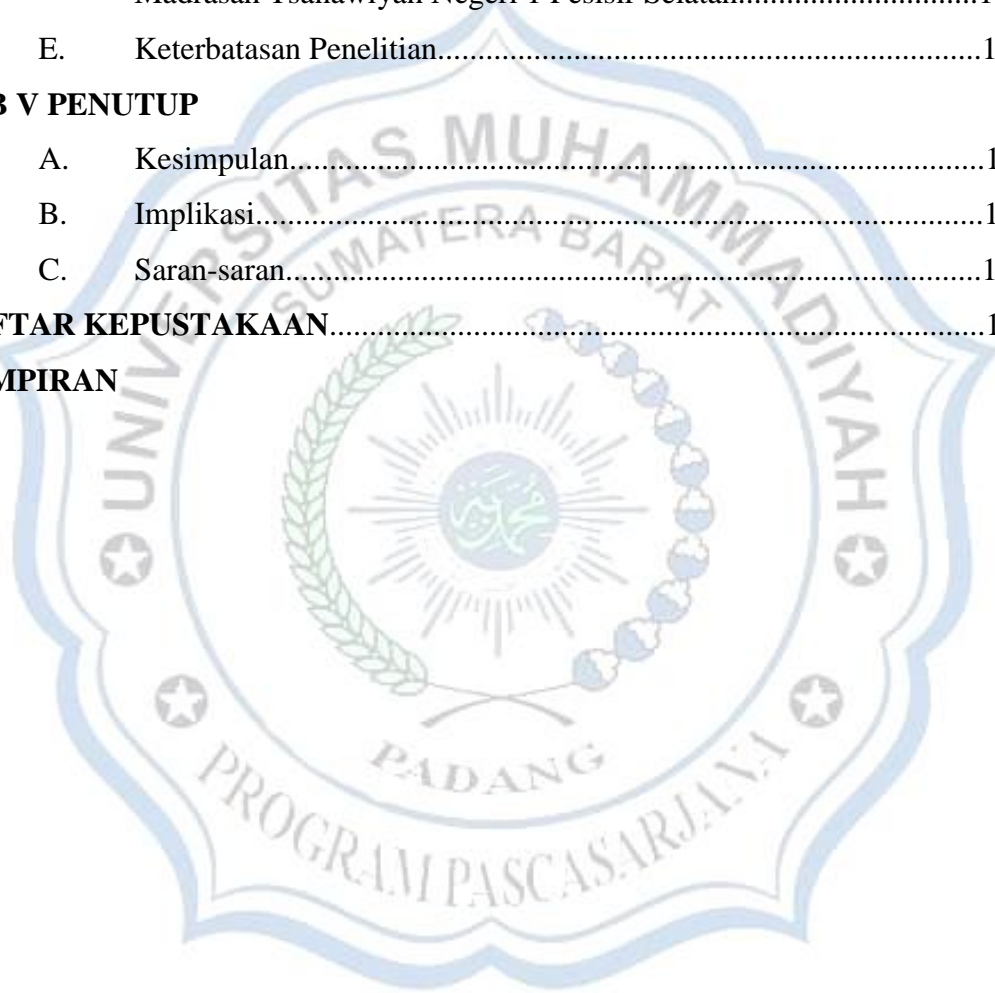 Madrasah Tsanawiyah Negeri 1 Pesisir Selatan..............................1
E. Keterbatasan Penelitian....................................................................1
B V PENUTUP
A. Kesimpulan.......................................................................................1
B. Implikasi...........................................................................................1
C. Saran-saran.......................................................................................1
FTAR KEPUSTAKAAN..................................................................................1
MPIRAN
UNIVERSITAS MUHAMMADIYAH
SUMATERA BARAT
محمدية
PADANG
PROGRAM PASCASARJANA